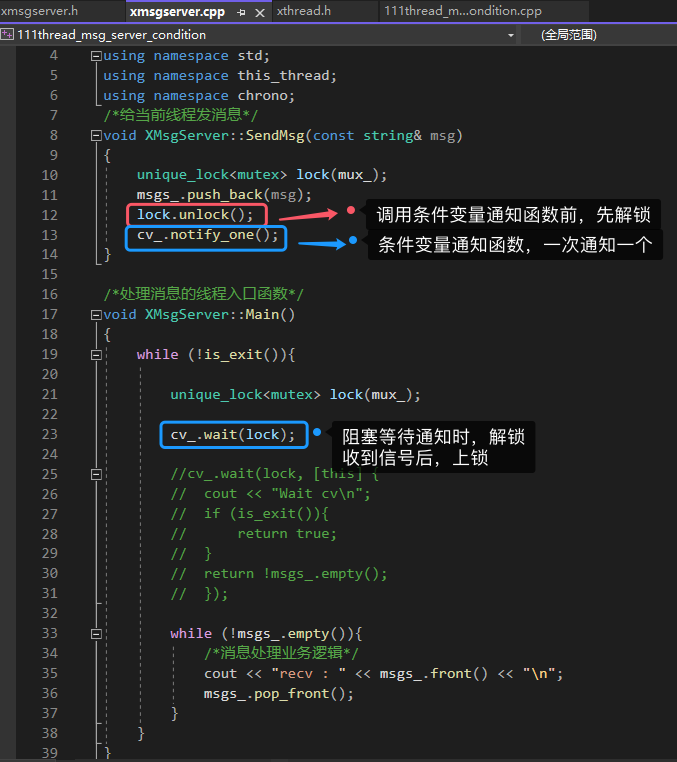 xmsgserver.h xmsgserver.cpp xthread.h 111thread_m...ondition.cpp
111thread_msg_server_condition (全局范围)
4 using namespace std;
5 using namespace this_thread;
6 using namespace chrono;
7 /*给当前线程发消息*/
8 void XMsgServer::SendMsg(const string& msg)
9 {
10 unique_lock<mutex> lock(mux_);
11 msgs_.push_back(msg);
12 lock.unlock(); 调用条件变量通知函数前，先解锁
13 cv_.notify_one(); 条件变量通知函数，一次通知一个
14 }
15
16 /*处理消息的线程入口函数*/
17 void XMsgServer::Main()
18 {
19 while (!is_exit()){
20
21 unique_lock<mutex> lock(mux_);
22
23 cv_.wait(lock); 阻塞等待通知时，解锁
24 收到信号后，上锁
25 //cv_.wait(lock, [this] {
26 // cout << "Wait cv\n";
27 // if (is_exit()){
28 // return true;
29 // }
30 // return !msgs_.empty();
31 // });
32
33 while (!msgs_.empty()){
34 /*消息处理业务逻辑*/
35 cout << "recv : " << msgs_.front() << "\n";
36 msgs_.pop_front();
37 }
38 }
39 }